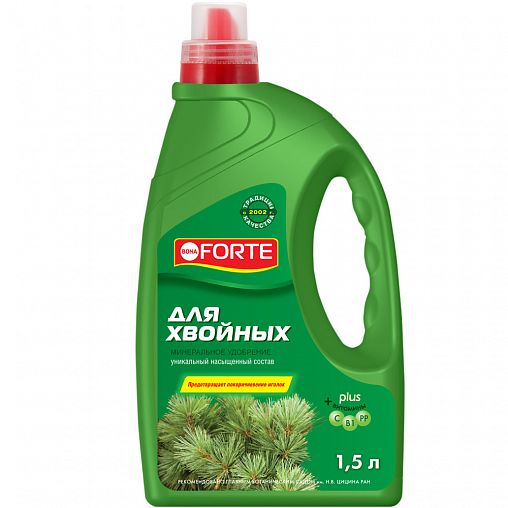 ТРАДИЦИИ
с 2002 г.
КАЧЕСТВА
BONA FORTE
ДЛЯ
ХВОЙНЫХ
МИНЕРАЛЬНОЕ УДОБРЕНИЕ
уникальный насыщенный состав
Предотвращает покоричневение иголок
plus
+ витамины
C B1 PP
1,5 л
РЕКОМЕНДОВАНО ГЛАВНЫМ БОТАНИЧЕСКИМ САДОМ им. Н.В. ЦИЦИНА РАН